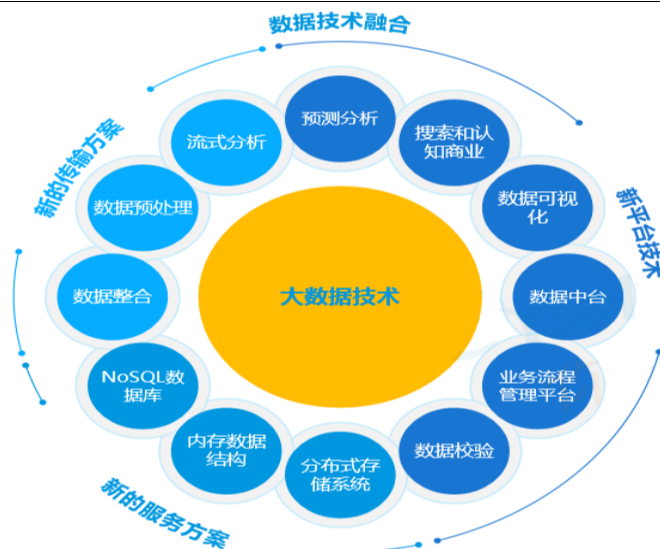 数据技术融合
预测分析
搜索和认
知商业
数据可视
化
新平台技术
数据中台
业务流程
管理平台
数据校验
分布式存
储系统
内存数据
结构
新的服务方案
NoSQL数
据库
数据整合
数据预处理
新的传输方案
流式分析
大数据技术